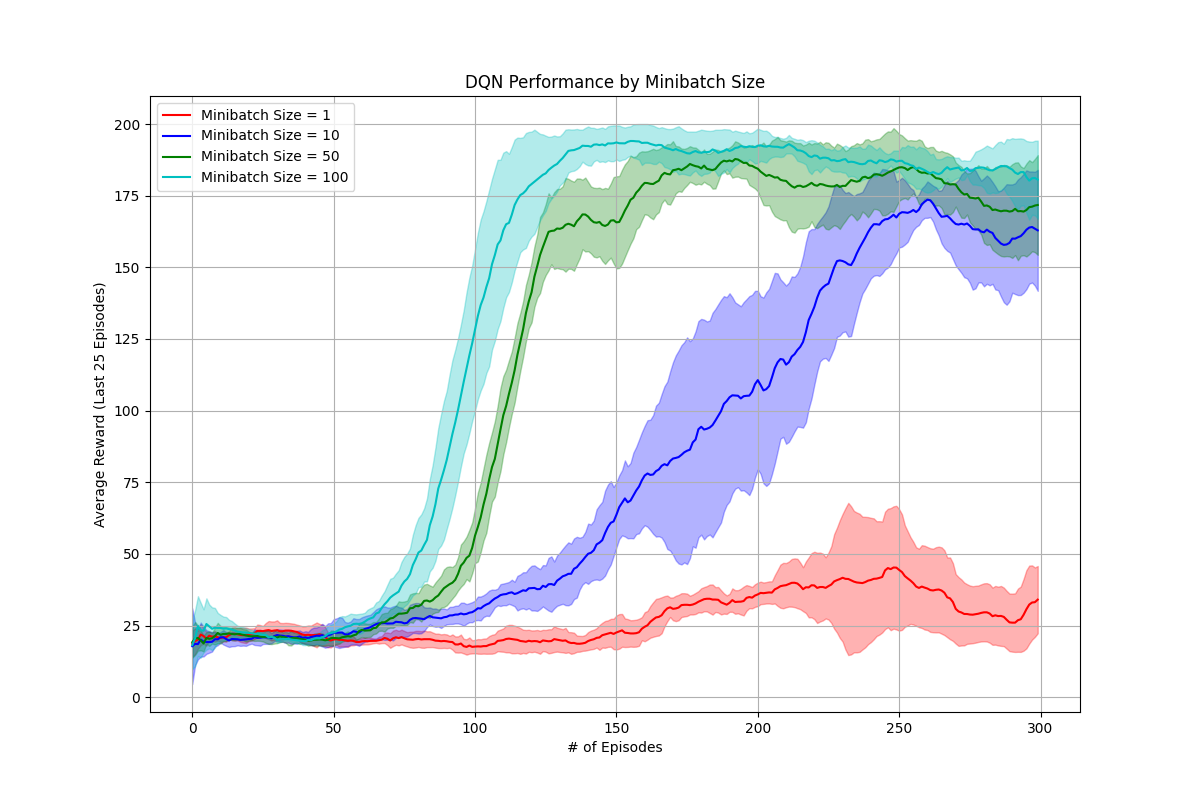 DQN Performance by Minibatch Size
Minibatch Size = 1
Minibatch Size = 10
Minibatch Size = 50
Minibatch Size = 100
Average Reward (Last 25 Episodes)
200
175
150
125
100
75
50
25
0
0 50 100 150 200 250 300
# of Episodes